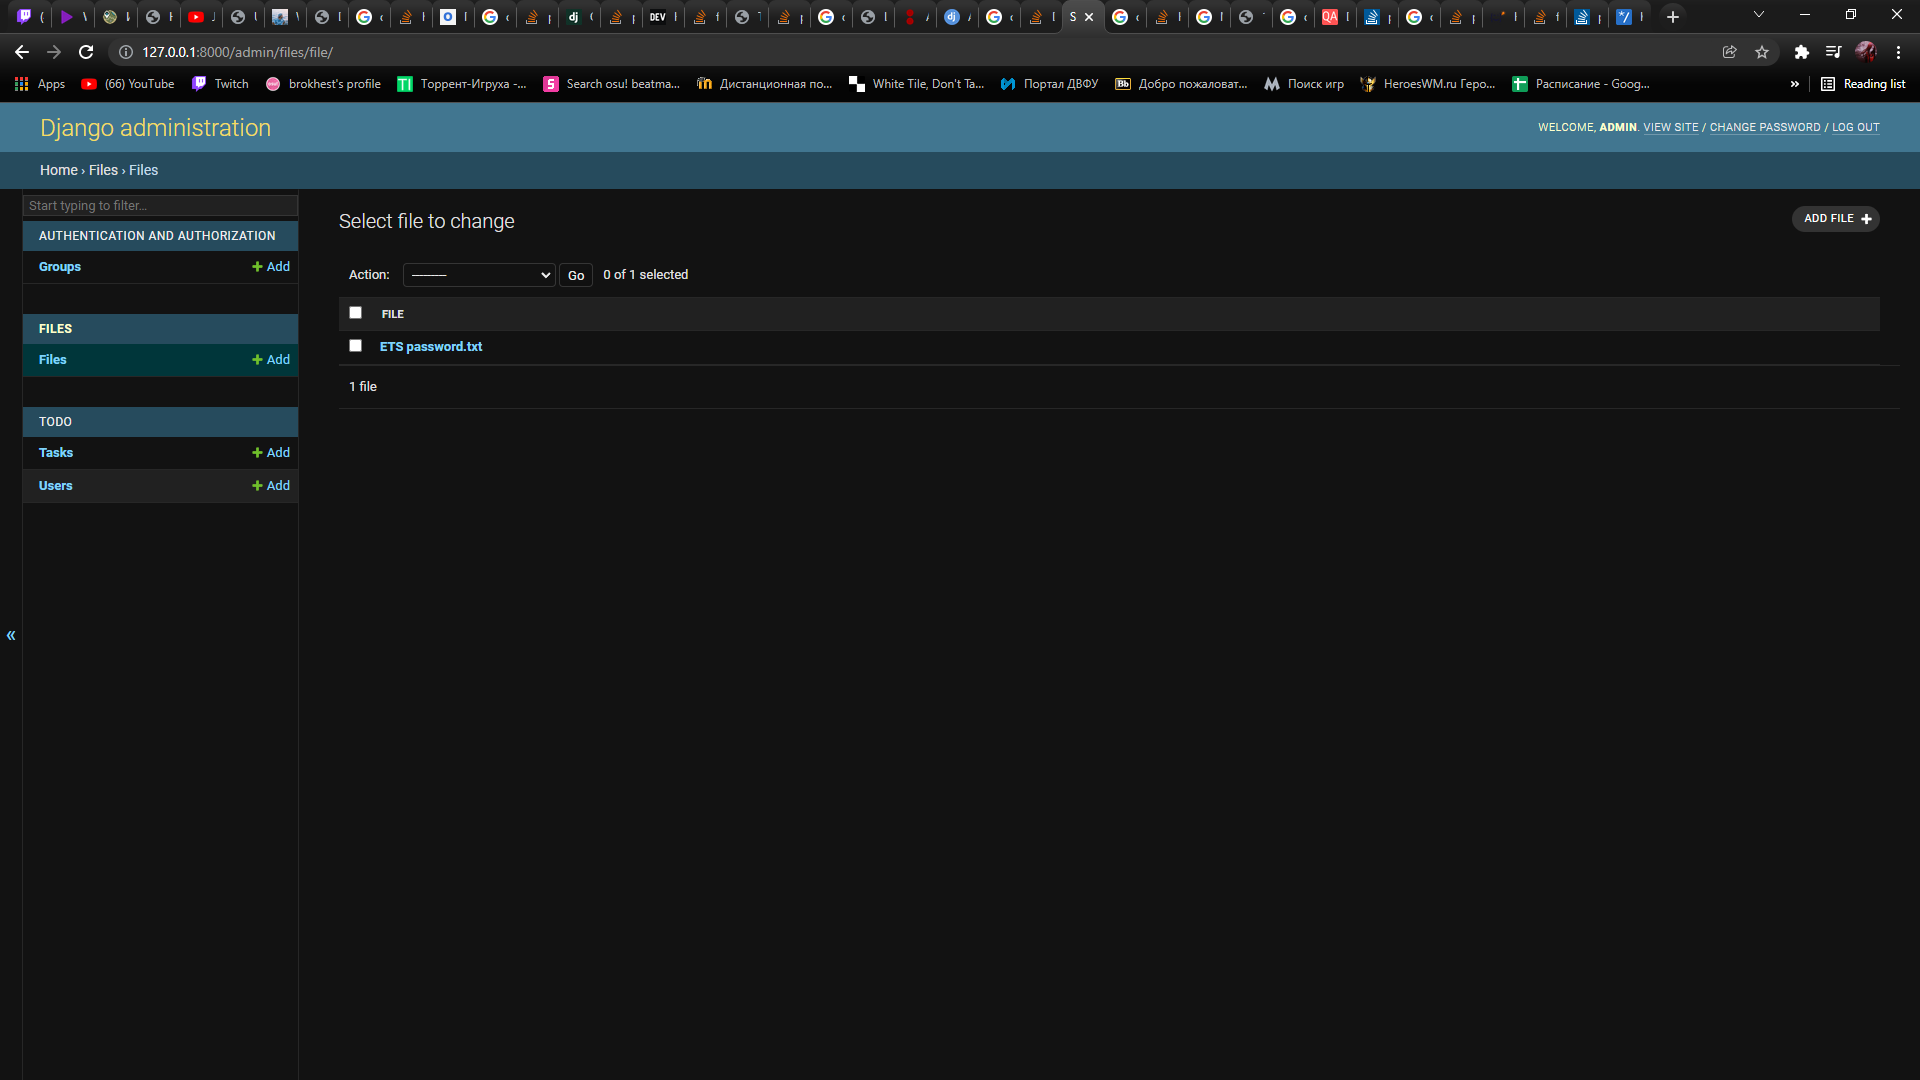 127.0.0.1:8000/admin/files/file/
Apps (66) YouTube Twitch brokhest's profile Торрент-Игруха -... Search osu! beatma... Дистанционная по... White Tile, Don't Ta... Портал ДВФУ Добро пожаловат... Поиск игр HeroesWM.ru Геро... Расписание - Goog... » Reading list
Django administration
WELCOME, ADMIN. VIEW SITE / CHANGE PASSWORD / LOG OUT
Home › Files › Files
Start typing to filter...
AUTHENTICATION AND AUTHORIZATION
Groups + Add
FILES
Files + Add
TODO
Tasks + Add
Users + Add
«
Select file to change
ADD FILE +
Action: --------- Go 0 of 1 selected
FILE
ETS password.txt
1 file